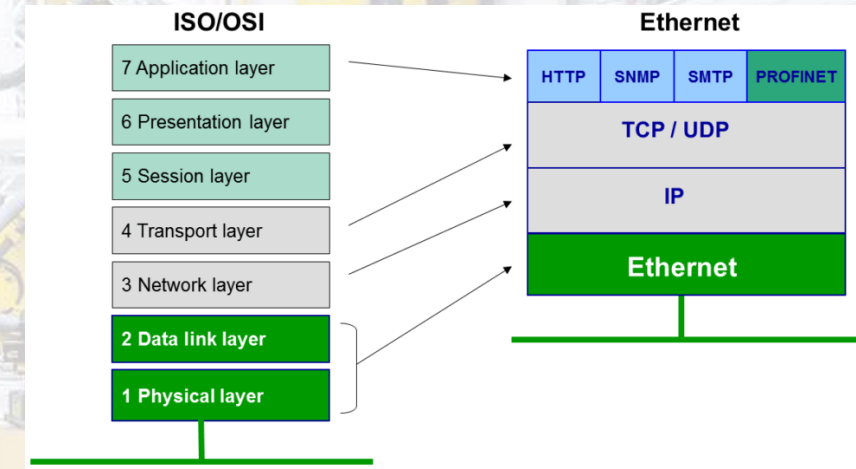 ISO/OSI
7 Application layer
6 Presentation layer
5 Session layer
4 Transport layer
3 Network layer
2 Data link layer
1 Physical layer
Ethernet
HTTP SNMP SMTP PROFINET
TCP / UDP
IP
Ethernet